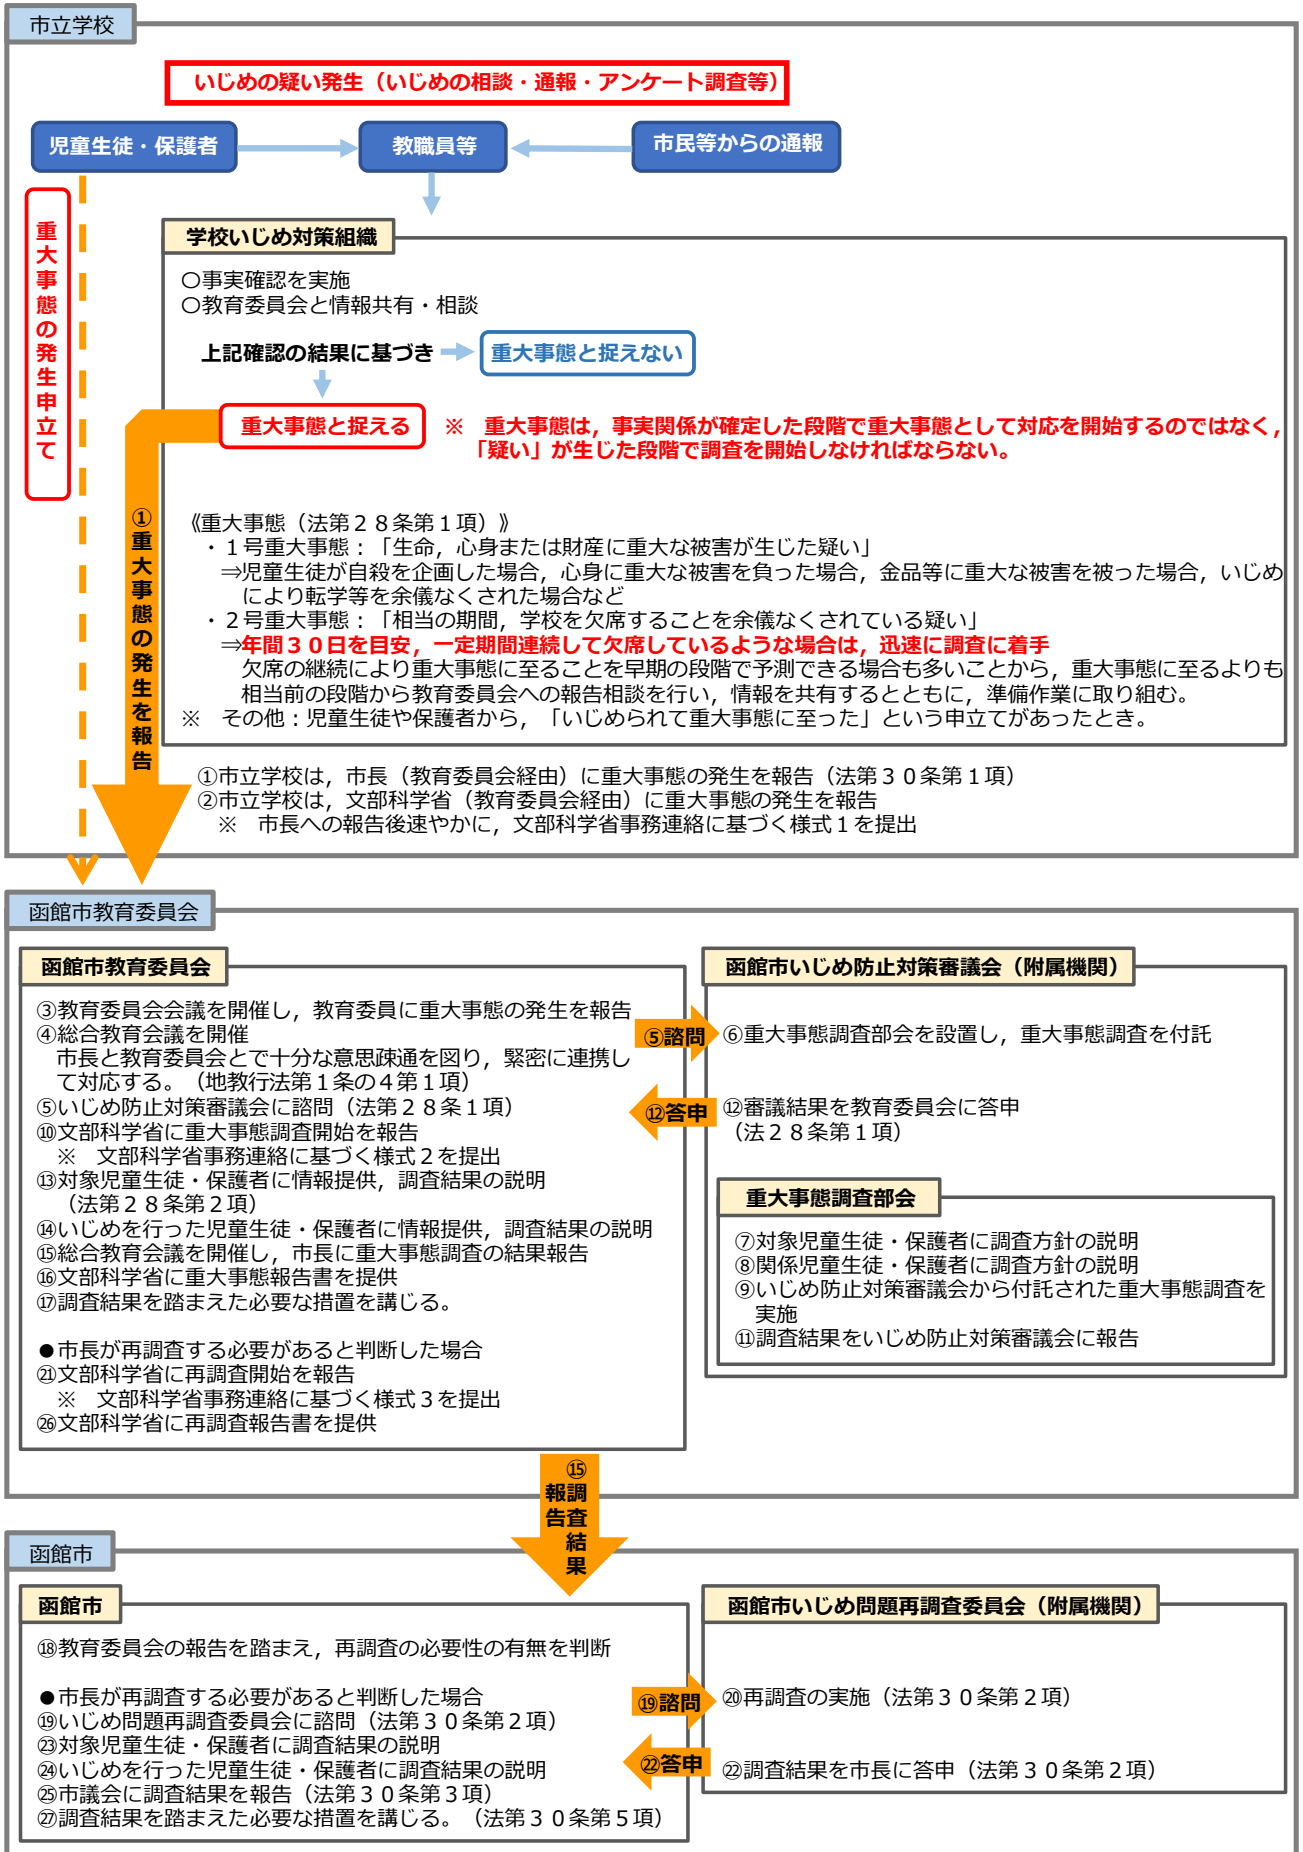 市立学校
いじめの疑い発生（いじめの相談・通報・アンケート調査等）
児童生徒・保護者
教職員等
市民等からの通報
重大事態の発生申立て
学校いじめ対策組織
○事実確認を実施
○教育委員会と情報共有・相談
上記確認の結果に基づき
重大事態と捉えない
重大事態と捉える
※　重大事態は，事実関係が確定した段階で重大事態として対応を開始するのではなく，
「疑い」が生じた段階で調査を開始しなければならない。
①重大事態の発生を報告
《重大事態（法第２８条第１項）》
・１号重大事態：「生命，心身または財産に重大な被害が生じた疑い」
⇒児童生徒が自殺を企画した場合，心身に重大な被害を負った場合，金品等に重大な被害を被った場合，いじめ
により転学等を余儀なくされた場合など
・２号重大事態：「相当の期間，学校を欠席することを余儀なくされている疑い」
⇒年間３０日を目安，一定期間連続して欠席しているような場合は，迅速に調査に着手
欠席の継続により重大事態に至ることを早期の段階で予測できる場合も多いことから，重大事態に至るよりも
相当前の段階から教育委員会への報告相談を行い，情報を共有するとともに，準備作業に取り組む。
※　その他：児童生徒や保護者から，「いじめられて重大事態に至った」という申立てがあったとき。
①市立学校は，市長（教育委員会経由）に重大事態の発生を報告（法第３０条第１項）
②市立学校は，文部科学省（教育委員会経由）に重大事態の発生を報告
※　市長への報告後速やかに，文部科学省事務連絡に基づく様式１を提出
函館市教育委員会
函館市教育委員会
③教育委員会会議を開催し，教育委員に重大事態の発生を報告
④総合教育会議を開催
市長と教育委員会とで十分な意思疎通を図り，緊密に連携し
て対応する。（地教行法第１条の４第１項）
⑤いじめ防止対策審議会に諮問（法第２８条１項）
⑩文部科学省に重大事態調査開始を報告
※　文部科学省事務連絡に基づく様式２を提出
⑬対象児童生徒・保護者に情報提供，調査結果の説明
（法第２８条第２項）
⑭いじめを行った児童生徒・保護者に情報提供，調査結果の説明
⑮総合教育会議を開催し，市長に重大事態調査の結果報告
⑯文部科学省に重大事態報告書を提供
⑰調査結果を踏まえた必要な措置を講じる。
●市長が再調査する必要があると判断した場合
㉑文部科学省に再調査開始を報告
※　文部科学省事務連絡に基づく様式３を提出
㉖文部科学省に再調査報告書を提供
⑤諮問
⑫答申
函館市いじめ防止対策審議会（附属機関）
⑥重大事態調査部会を設置し，重大事態調査を付託
⑫審議結果を教育委員会に答申
（法２８条第１項）
重大事態調査部会
⑦対象児童生徒・保護者に調査方針の説明
⑧関係児童生徒・保護者に調査方針の説明
⑨いじめ防止対策審議会から付託された重大事態調査を
実施
⑪調査結果をいじめ防止対策審議会に報告
⑮調査結果
報告
函館市
函館市
⑱教育委員会の報告を踏まえ，再調査の必要性の有無を判断
●市長が再調査する必要があると判断した場合
⑲いじめ問題再調査委員会に諮問（法第３０条第２項）
㉓対象児童生徒・保護者に調査結果の説明
㉔いじめを行った児童生徒・保護者に調査結果の説明
㉕市議会に調査結果を報告（法第３０条第３項）
㉗調査結果を踏まえた必要な措置を講じる。（法第３０条第５項）
⑲諮問
㉒答申
函館市いじめ問題再調査委員会（附属機関）
⑳再調査の実施（法第３０条第２項）
㉒調査結果を市長に答申（法第３０条第２項）